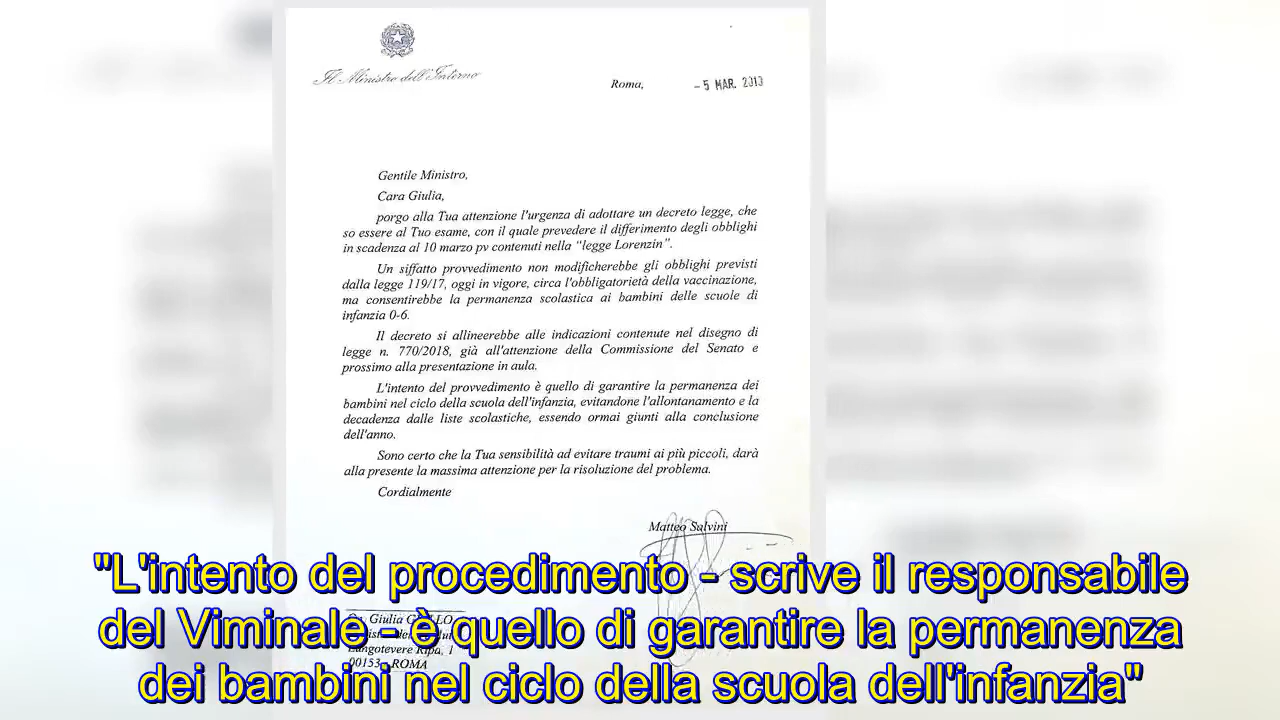 Il Ministro dell'Interno
Roma, - 5 MAR. 2019
Gentile Ministro,
Cara Giulia,
porgo alla Tua attenzione l'urgenza di adottare un decreto legge, che
so essere al Tuo esame, con il quale prevedere il differimento degli obblighi
in scadenza al 10 marzo pv contenuti nella “legge Lorenzin”.
Un siffatto provvedimento non modificherebbe gli obblighi previsti
dalla legge 119/17, oggi in vigore, circa l'obbligatorietà della vaccinazione,
ma consentirebbe la permanenza scolastica ai bambini delle scuole di
infanzia 0-6.
Il decreto si allineerebbe alle indicazioni contenute nel disegno di
legge n. 770/2018, già all'attenzione della Commissione del Senato e
prossimo alla presentazione in aula.
L'intento del provvedimento è quello di garantire la permanenza dei
bambini nel ciclo della scuola dell'infanzia, evitandone l'allontanamento e la
decadenza dalle liste scolastiche, essendo ormai giunti alla conclusione
dell'anno.
Sono certo che la Tua sensibilità ad evitare traumi ai più piccoli, darà
alla presente la massima attenzione per la risoluzione del problema.
Cordialmente
Matteo Salvini
Giulia
Lungotevere Ripa, 1
00153 - ROMA
"L'intento del procedimento - scrive il responsabile
del Viminale - è quello di garantire la permanenza
dei bambini nel ciclo della scuola dell'infanzia"